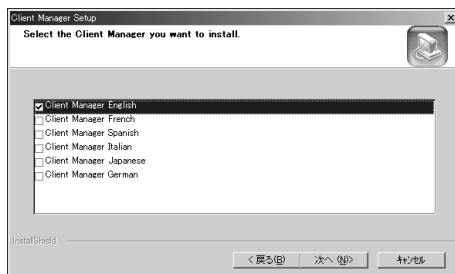 Client Manager Setup
Select the Client Manager you want to install.
Client Manager English
Client Manager French
Client Manager Spanish
Client Manager Italian
Client Manager Japanese
Client Manager German
InstallShield
< 戻る(B) 次へ (N)> キャンセル